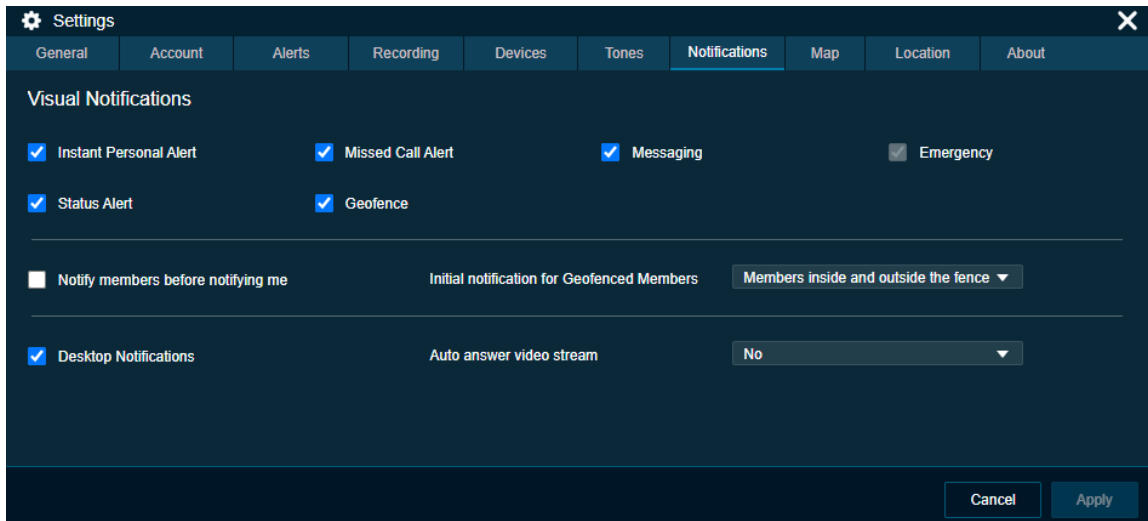 Settings
General Account Alerts Recording Devices Tones Notifications Map Location About
Visual Notifications
Instant Personal Alert Missed Call Alert Messaging Emergency
Status Alert Geofence
Notify members before notifying me Initial notification for Geofenced Members Members inside and outside the fence
Desktop Notifications Auto answer video stream No
Cancel Apply